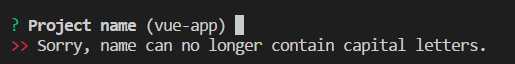 ? Project name (vue-app)
>> Sorry, name can no longer contain capital letters.